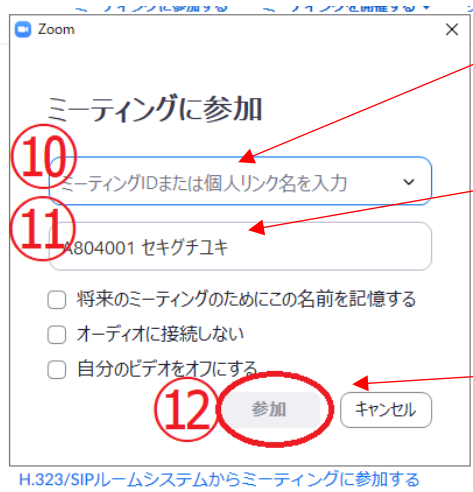 ミーティングに参加する ミーティングを開催する
Zoom
ミーティングに参加
⑩
ミーティングIDまたは個人リンク名を入力
⑪
A804001 セキグチユキ
将来のミーティングのためにこの名前を記憶する
オーディオに接続しない
自分のビデオをオフにする
⑫ 参加 キャンセル
H.323/SIPルームシステムからミーティングに参加する